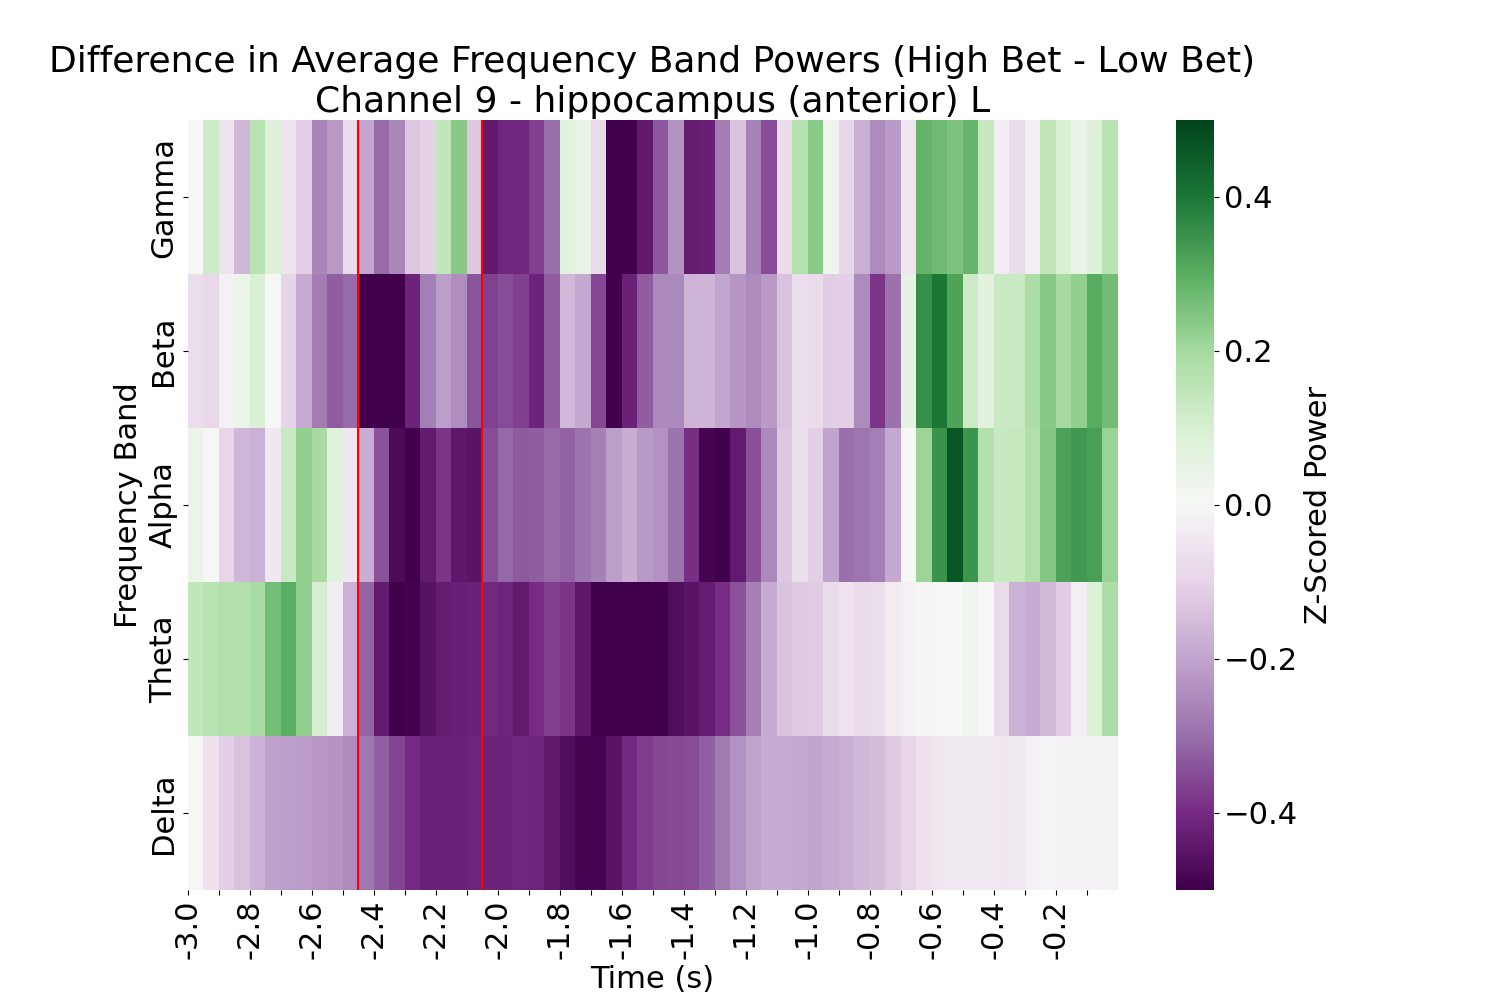 Difference in Average Frequency Band Powers (High Bet - Low Bet)
Channel 9 - hippocampus (anterior) L
Frequency Band
Gamma
Beta
Alpha
Theta
Delta
-3.0
-2.8
-2.6
-2.4
-2.2
-2.0
-1.8
-1.6
-1.4
-1.2
-1.0
-0.8
-0.6
-0.4
-0.2
Time (s)
0.4
0.2
0.0
−0.2
−0.4
Z-Scored Power